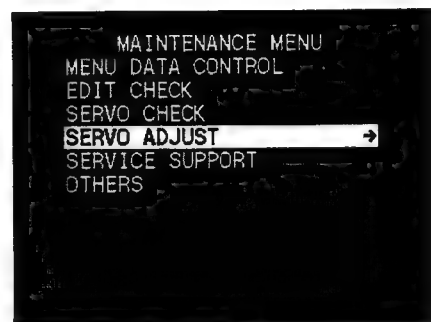 MAINTENANCE MENU
MENU DATA CONTROL
EDIT CHECK
SERVO CHECK
SERVO ADJUST →
SERVICE SUPPORT
OTHERS